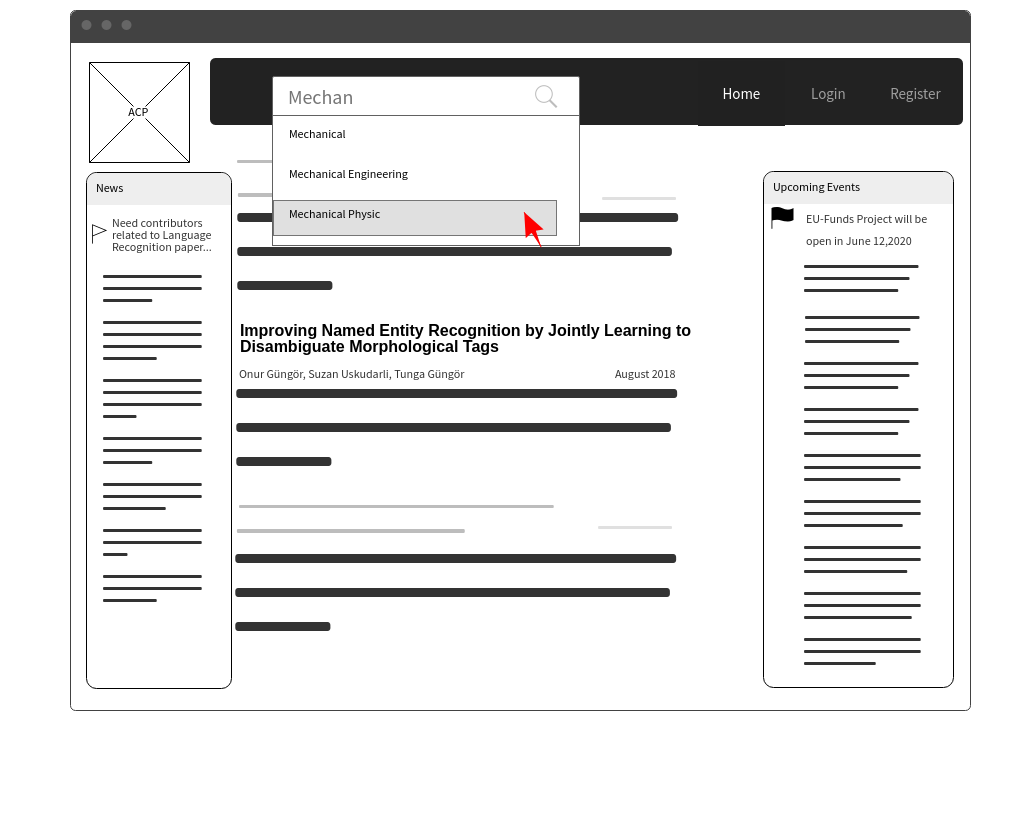 ACP
Mechan
Home
Login
Register
Mechanical
Mechanical Engineering
Mechanical Physic
News
Need contributors
related to Language
Recognition paper...
Upcoming Events
EU-Funds Project will be
open in June 12,2020
Improving Named Entity Recognition by Jointly Learning to
Disambiguate Morphological Tags
Onur Güngör, Suzan Uskudarli, Tunga Güngör
August 2018